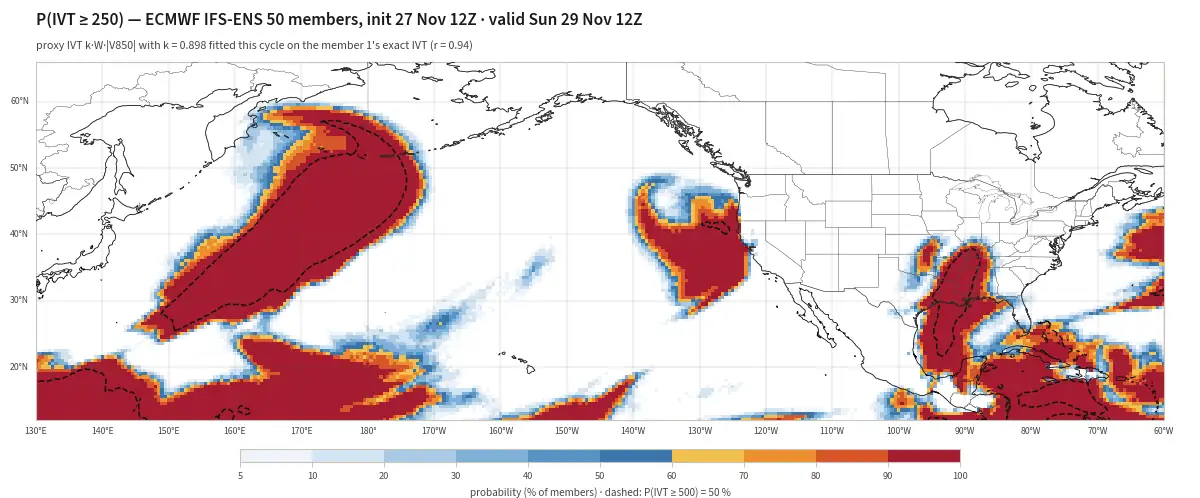 P(IVT ≥ 250) — ECMWF IFS-ENS 50 members, init 27 Nov 12Z · valid Sun 29 Nov 12Z
proxy IVT k·W·|V850| with k = 0.898 fitted this cycle on the member 1's exact IVT (r = 0.94)
60°N
50°N
40°N
30°N
20°N
130°E 140°E 150°E 160°E 170°E 180° 170°W 160°W 150°W 140°W 130°W 120°W 110°W 100°W 90°W 80°W 70°W 60°W
5 10 20 30 40 50 60 70 80 90 100
probability (% of members) · dashed: P(IVT ≥ 500) = 50 %